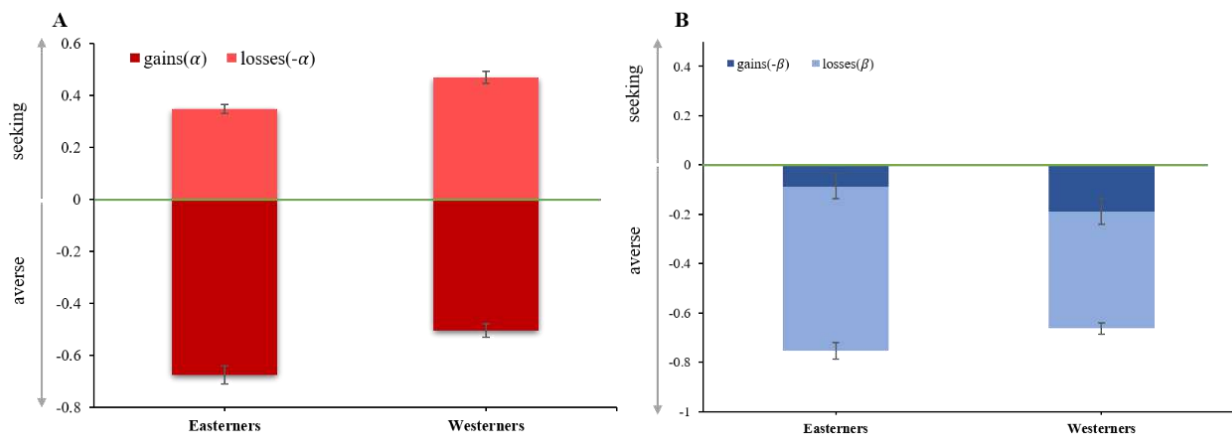 A
seeking
averse
0.6
0.4
0.2
0
-0.2
-0.4
-0.6
-0.8
gains(α) losses(-α)
Easterners Westerners
B
seeking
averse
0.4
0.2
0
-0.2
-0.4
-0.6
-0.8
-1
gains(-β) losses(β)
Easterners Westerners